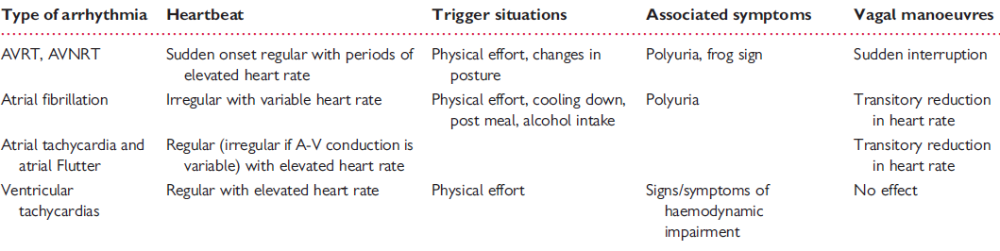 Type of arrhythmia Heartbeat Trigger situations Associated symptoms Vagal manoeuvres
AVRT, AVNRT Sudden onset regular with periods of Physical effort, changes in Polyuria, frog sign Sudden interruption
elevated heart rate posture
Atrial fibrillation Irregular with variable heart rate Physical effort, cooling down, Polyuria Transitory reduction
post meal, alcohol intake in heart rate
Atrial tachycardia and Regular (irregular if A-V conduction is Transitory reduction
atrial Flutter variable) with elevated heart rate in heart rate
Ventricular Regular with elevated heart rate Physical effort Signs/symptoms of No effect
tachycardias haemodynamic
impairment